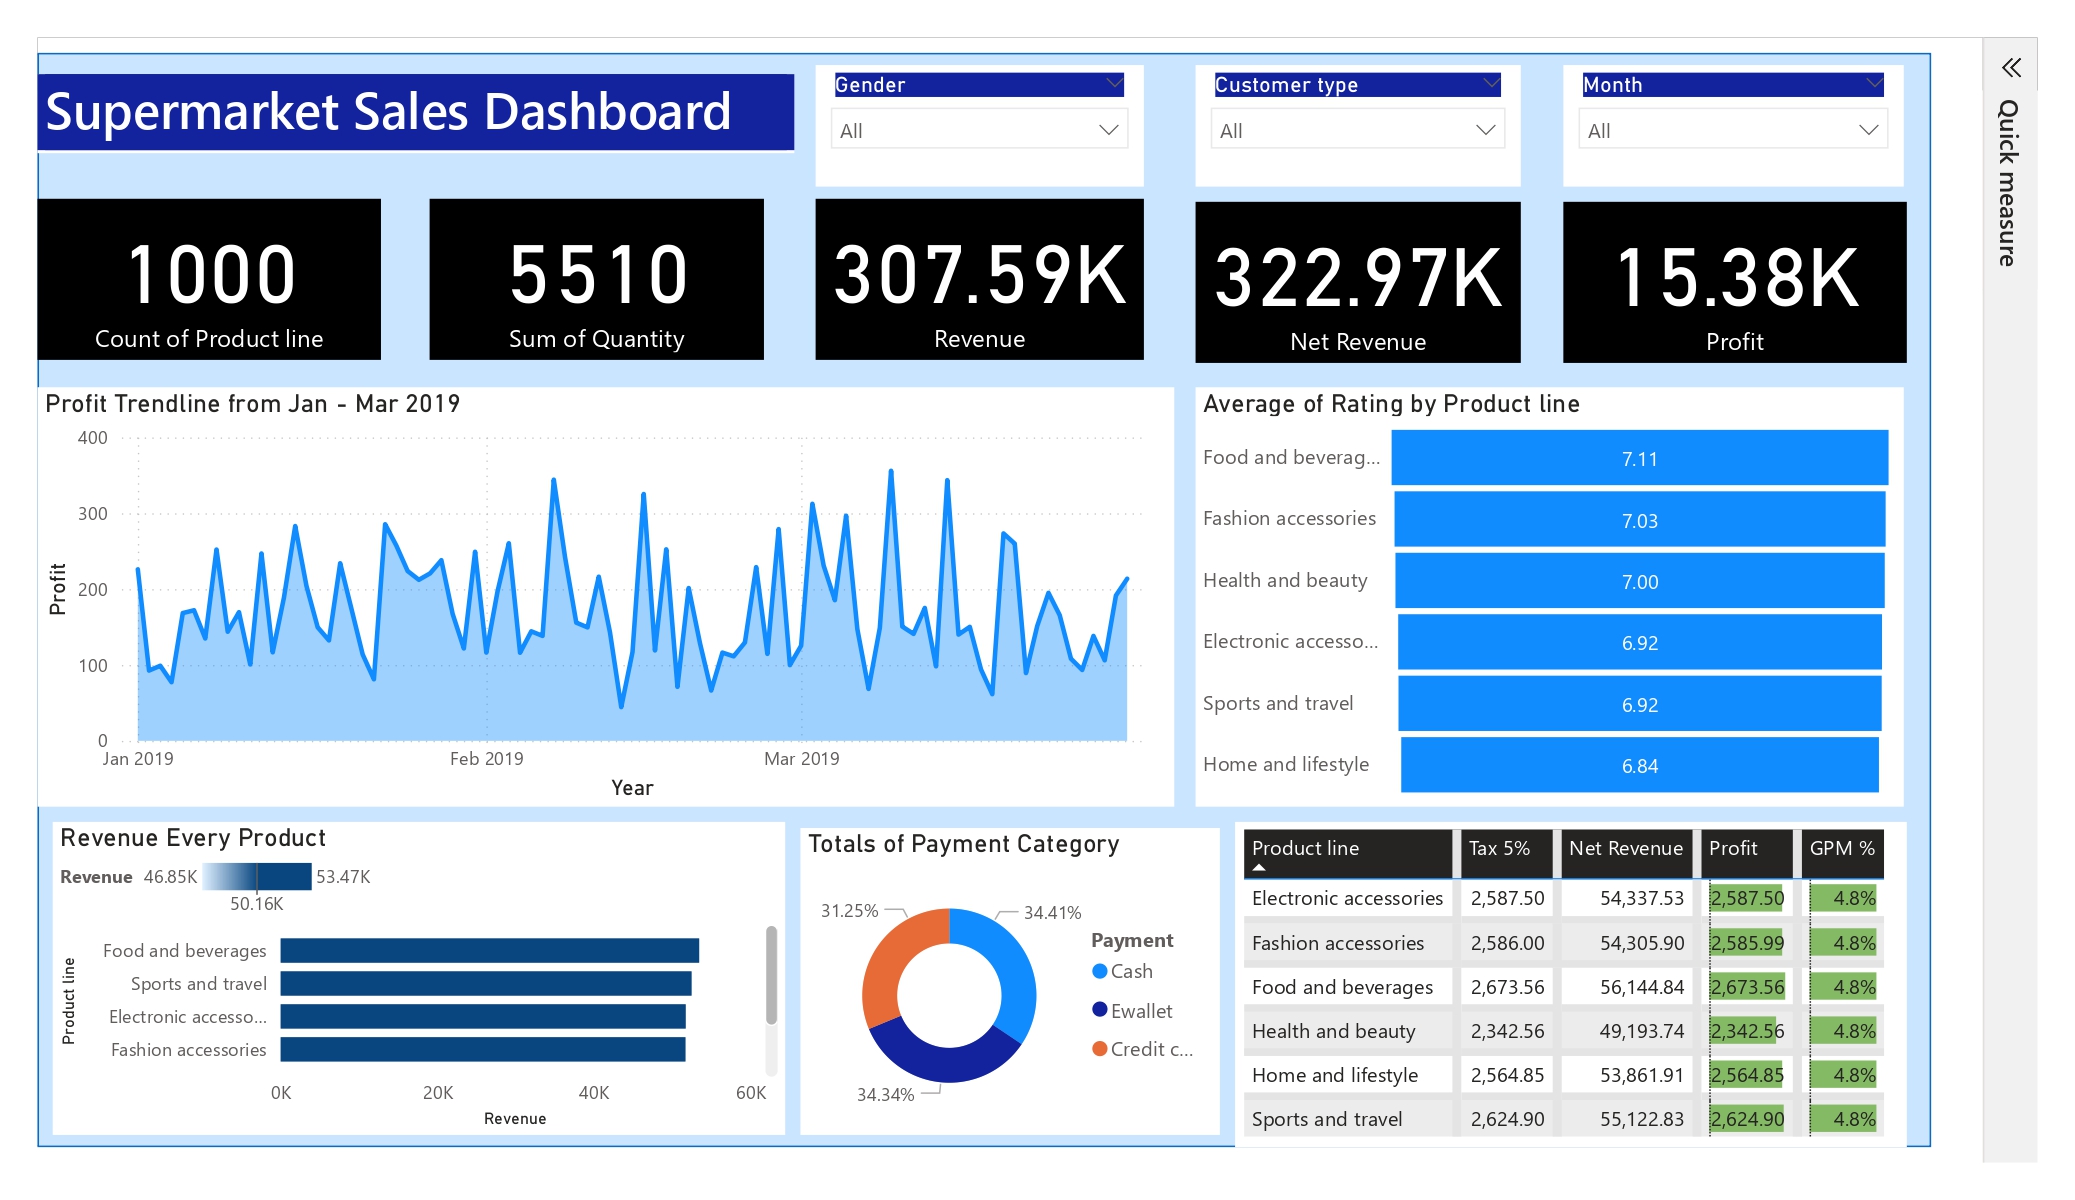 Supermarket Sales Dashboard
Gender
All
Customer type
All
Month
All
Quick measure
1000
Count of Product line
5510
Sum of Quantity
307.59K
Revenue
322.97K
Net Revenue
15.38K
Profit
Profit Trendline from Jan - Mar 2019
400
300
200
100
0
Profit
Jan 2019 Feb 2019 Mar 2019
Year
Average of Rating by Product line
Food and beverag... 7.11
Fashion accessories 7.03
Health and beauty 7.00
Electronic accesso... 6.92
Sports and travel 6.92
Home and lifestyle 6.84
Revenue Every Product
Revenue 46.85K 53.47K
50.16K
Product line
Food and beverages
Sports and travel
Electronic accesso...
Fashion accessories
0K 20K 40K 60K
Revenue
Totals of Payment Category
31.25%
34.41%
34.34%
Payment
Cash
Ewallet
Credit c...
Product line Tax 5% Net Revenue Profit GPM %
Electronic accessories 2,587.50 54,337.53 2,587.50 4.8%
Fashion accessories 2,586.00 54,305.90 2,585.99 4.8%
Food and beverages 2,673.56 56,144.84 2,673.56 4.8%
Health and beauty 2,342.56 49,193.74 2,342.56 4.8%
Home and lifestyle 2,564.85 53,861.91 2,564.85 4.8%
Sports and travel 2,624.90 55,122.83 2,624.90 4.8%